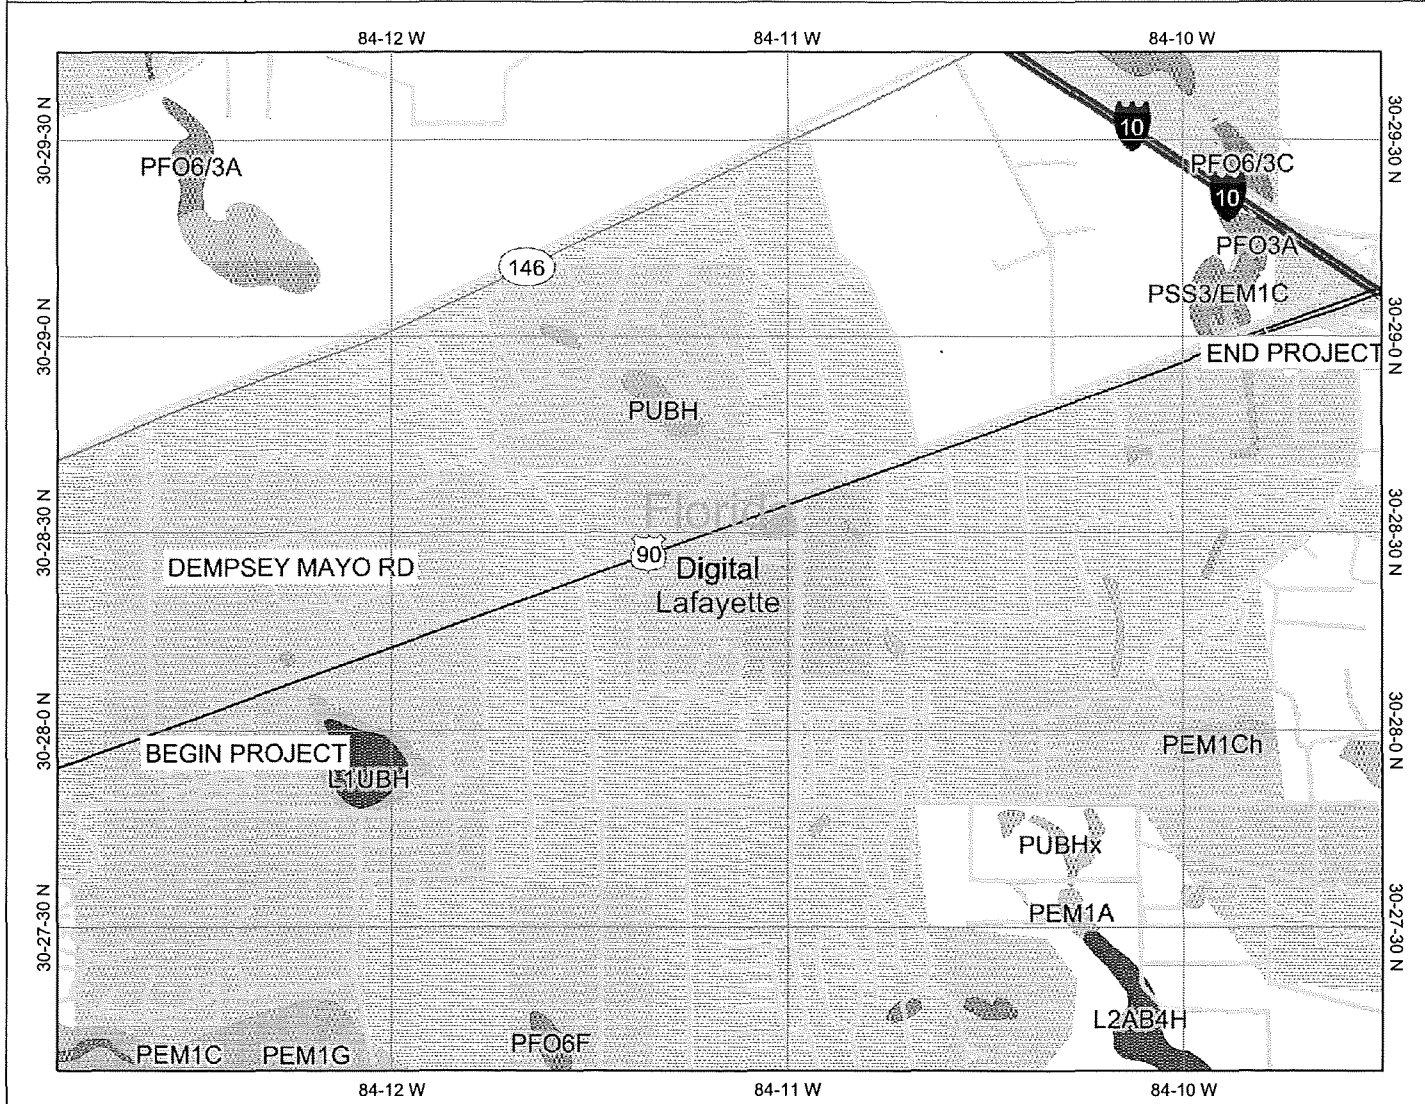 84-12 W
84-11 W
84-10 W
30-29-30 N
30-29-30 N
10
PFO6/3A
PFO6/3C
10
PFO3A
146
PSS3/EM1C
30-29-0 N
30-29-0 N
END PROJECT
PUBH
Florida
30-28-30 N
30-28-30 N
90
DEMPSEY MAYO RD
Digital
Lafayette
30-28-0 N
30-28-0 N
BEGIN PROJECT
PEM1Ch
L1UBH
PUBHx
PEM1A
30-27-30 N
30-27-30 N
L2AB4H
PFO6F
PEM1C
PEM1G
84-12 W
84-11 W
84-10 W